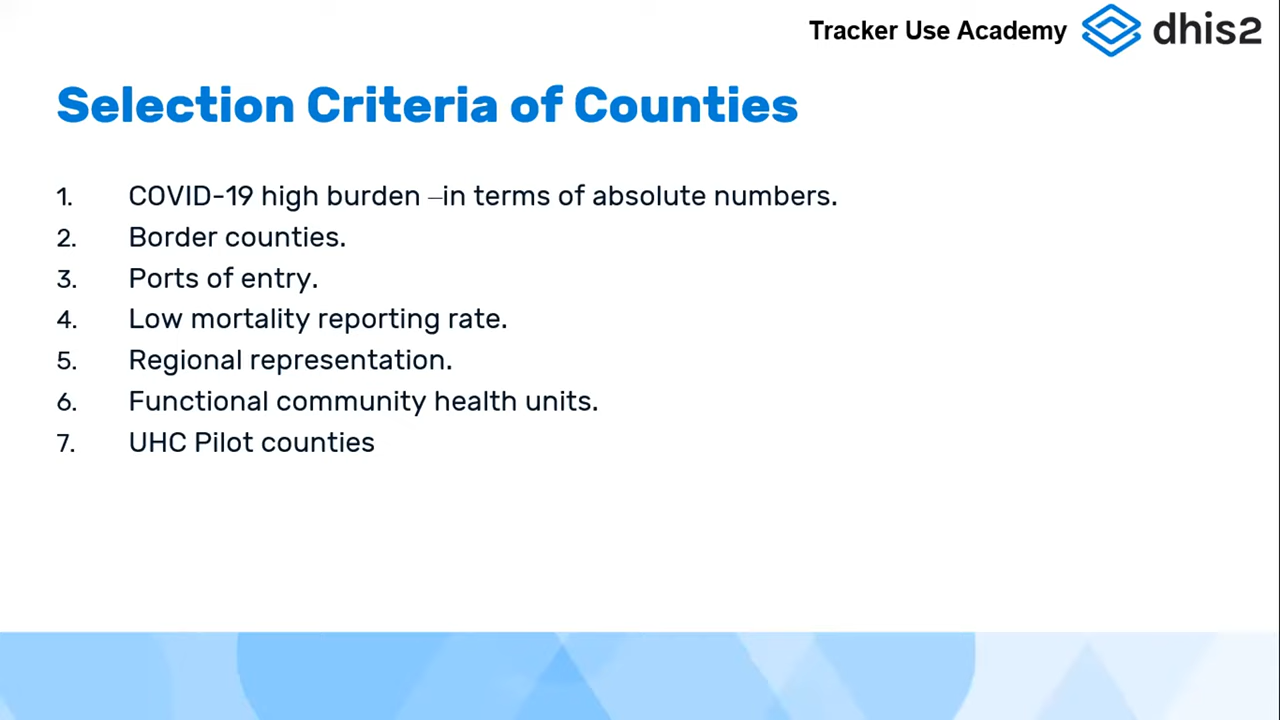 Tracker Use Academy dhis2
Selection Criteria of Counties
1. COVID-19 high burden –in terms of absolute numbers.
2. Border counties.
3. Ports of entry.
4. Low mortality reporting rate.
5. Regional representation.
6. Functional community health units.
7. UHC Pilot counties